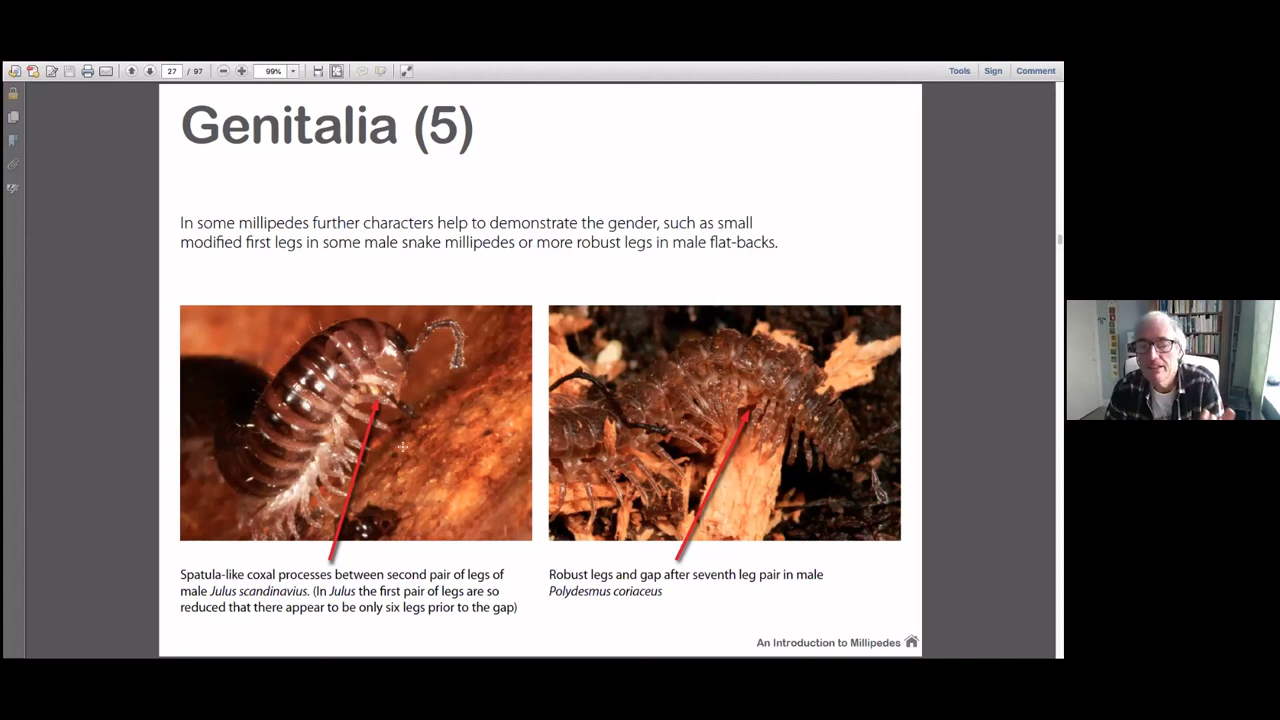 27 / 97
99%
Tools Sign Comment
Genitalia (5)
In some millipedes further characters help to demonstrate the gender, such as small
modified first legs in some male snake millipedes or more robust legs in male flat-backs.
Spatula-like coxal processes between second pair of legs of
male Julus scandinavius. (In Julus the first pair of legs are so
reduced that there appear to be only six legs prior to the gap)
Robust legs and gap after seventh leg pair in male
Polydesmus coriaceus
An Introduction to Millipedes